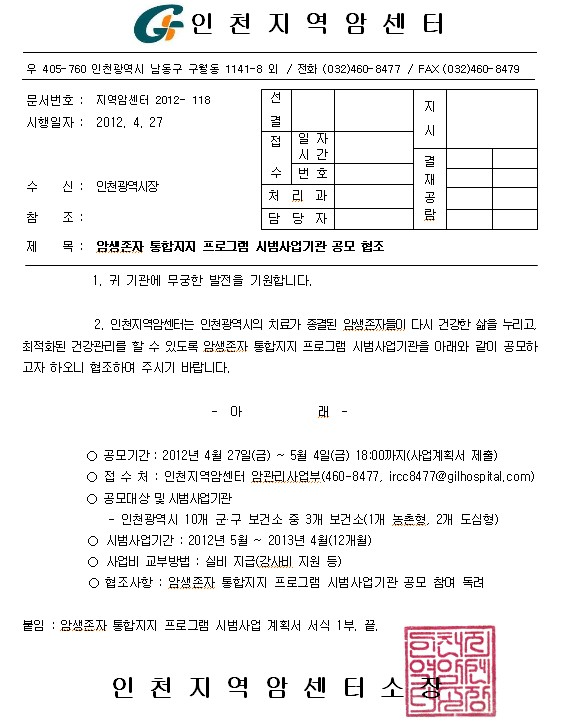 인천지역암센터
우 405-760 인천광역시 남동구 구월동 1141-8 외 / 전화 (032)460-8477 / FAX (032)460-8479
문서번호 : 지역암센터 2012- 118
시행일자 : 2012. 4. 27
수 신 : 인천광역시장
참 조 :
선결
접수
일 자
시 간
번 호
처 리 과
담 당 자
지시
결재공람
제 목 : 암생존자 통합지지 프로그램 시범사업기관 공모 협조
1. 귀 기관에 무궁한 발전을 기원합니다.
2. 인천지역암센터는 인천광역시의 치료가 종결된 암생존자들이 다시 건강한 삶을 누리고,
최적화된 건강관리를 할 수 있도록 암생존자 통합지지 프로그램 시범사업기관을 아래와 같이 공모하
고자 하오니 협조하여 주시기 바랍니다.
- 아 래 -
○ 공모기간 : 2012년 4월 27일(금) ~ 5월 4일(금) 18:00까지(사업계획서 제출)
○ 접 수 처 : 인천지역암센터 암관리사업부(460-8477, ircc8477@gilhospital.com)
○ 공모대상 및 시범사업기관
- 인천광역시 10개 군·구 보건소 중 3개 보건소(1개 농촌형, 2개 도심형)
○ 시범사업기간 : 2012년 5월 ~ 2013년 4월(12개월)
○ 사업비 교부방법 : 실비 지급(강사비 지원 등)
○ 협조사항 : 암생존자 통합지지 프로그램 시범사업기관 공모 참여 독려
붙임 : 암생존자 통합지지 프로그램 시범사업 계획서 서식 1부. 끝.
인천지역암센터소장